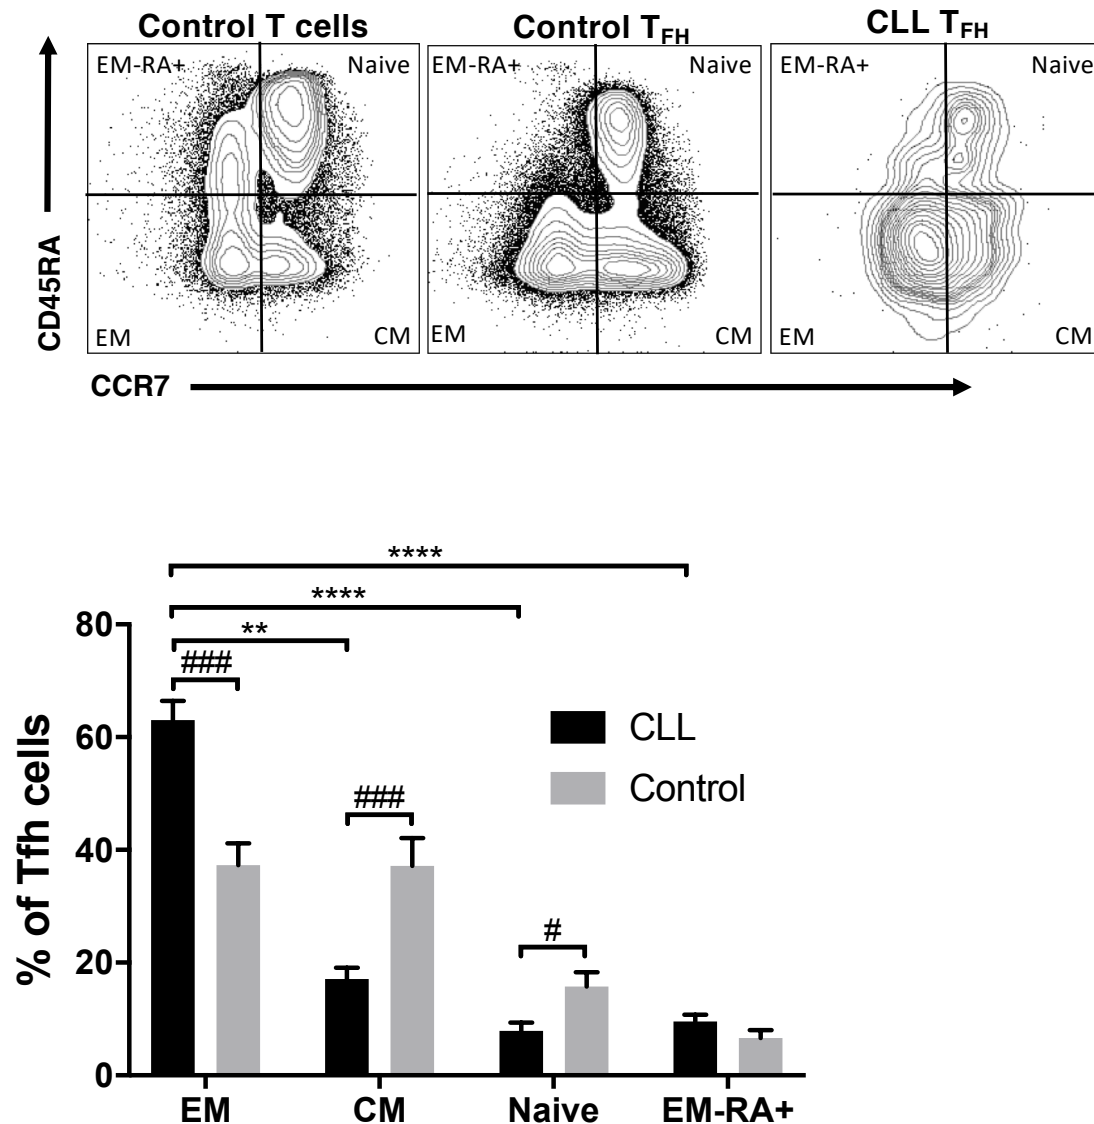 Control T cells
Control TFH
CLL TFH
EM-RA+
Naive
EM-RA+
Naive
EM-RA+
Naive
CD45RA
EM
CM
EM
CM
EM
CM
CCR7
****
****
**
###
###
#
80
60
40
20
0
% of Tfh cells
CLL
Control
EM
CM
Naive
EM-RA+